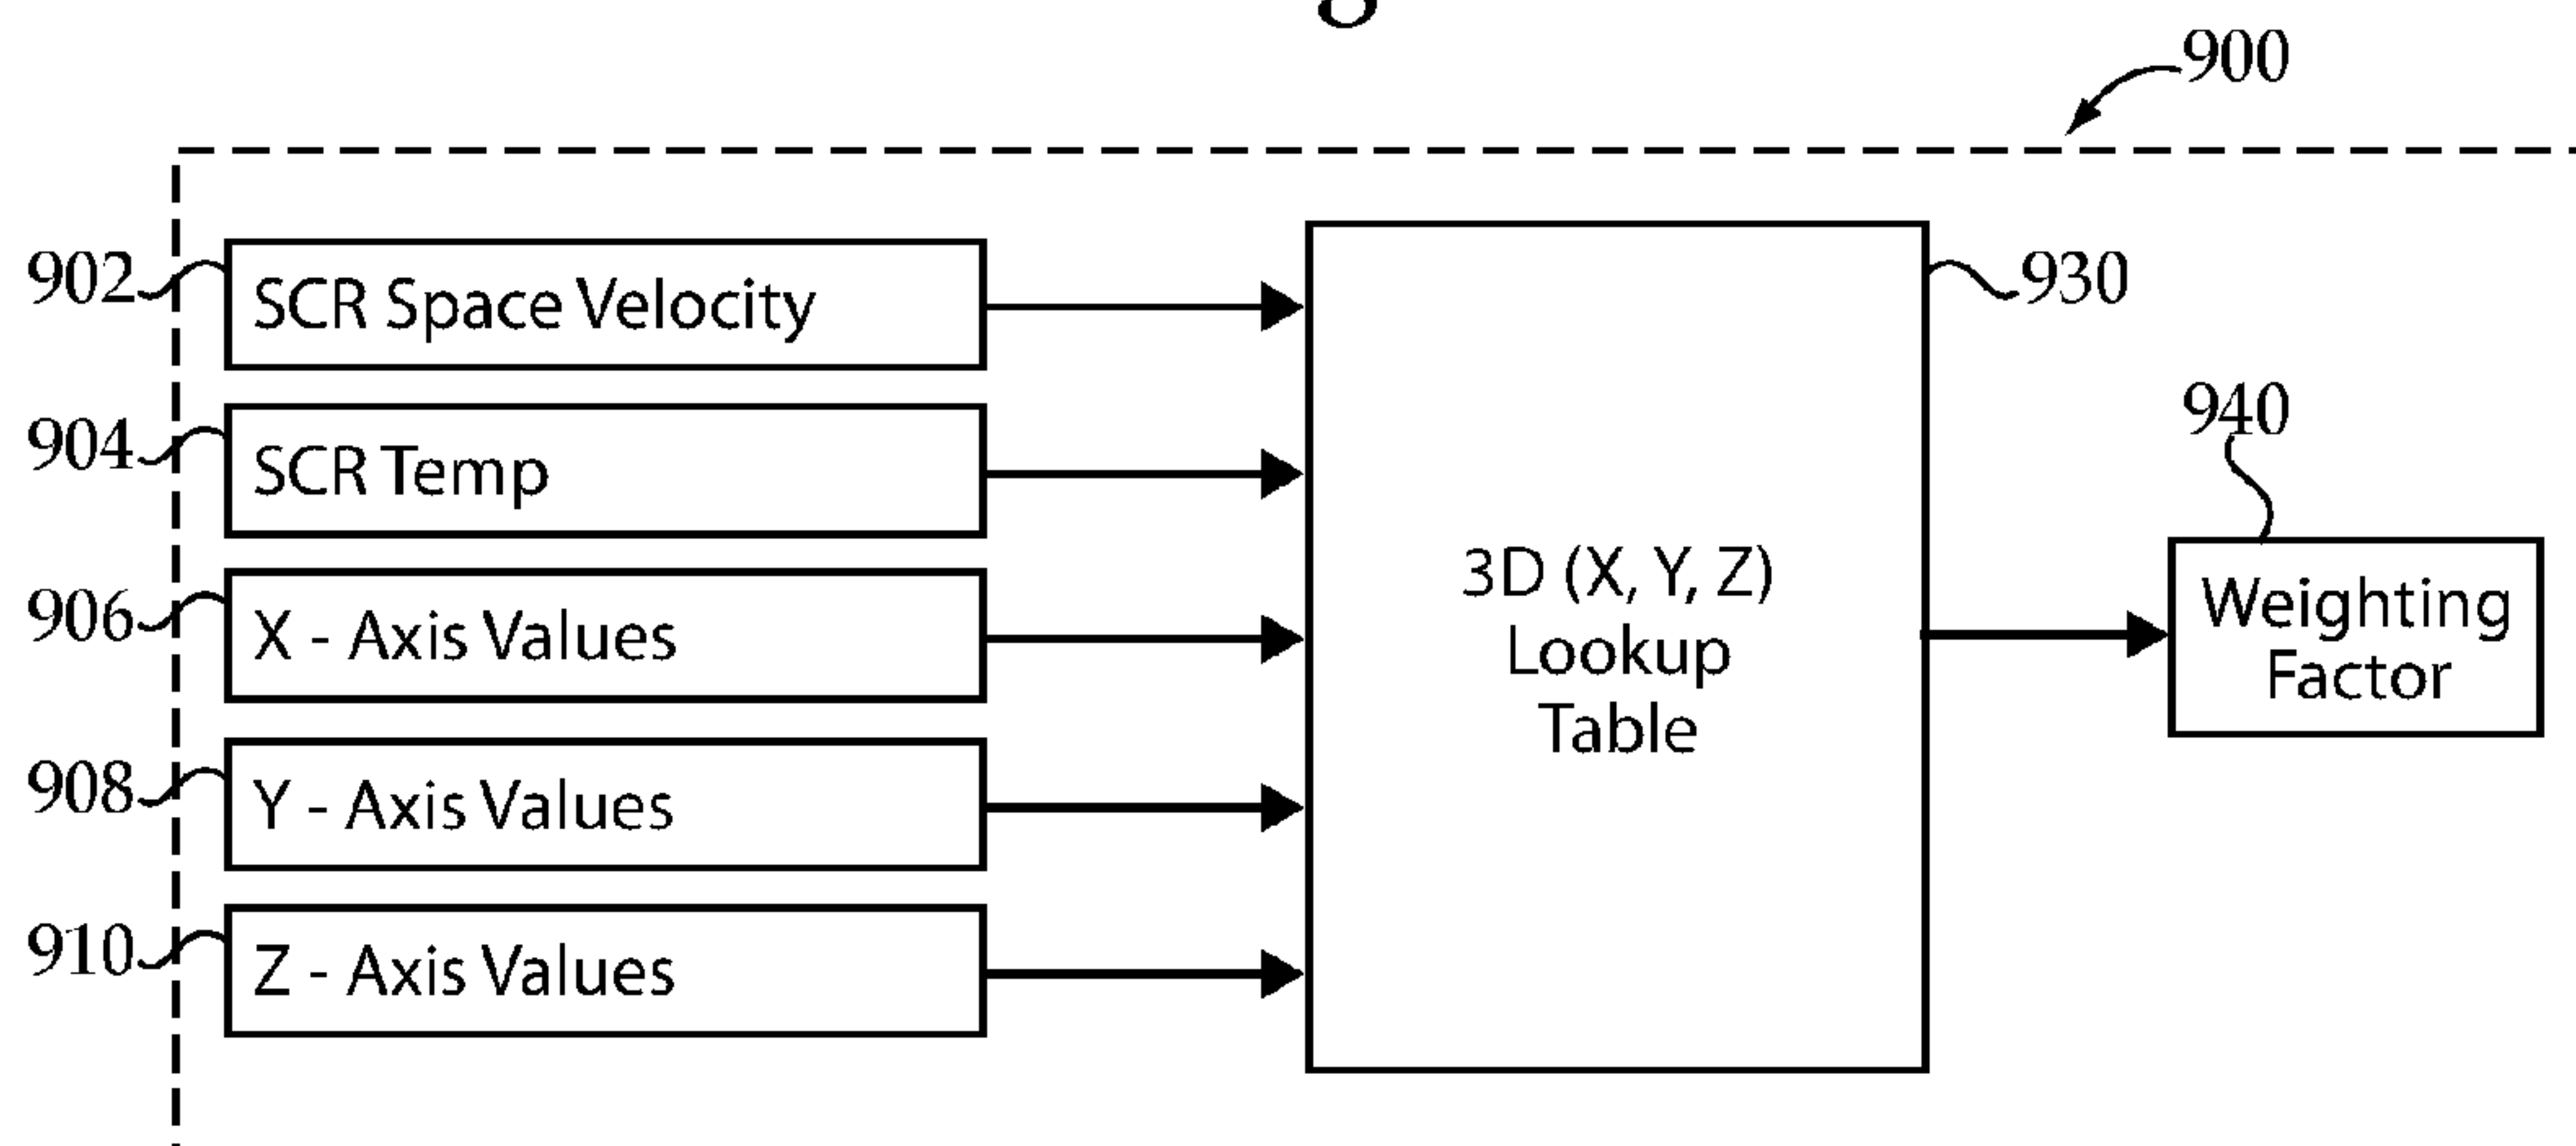 900
902
SCR Space Velocity
930
904
SCR Temp
940
906
X - Axis Values
3D (X, Y, Z)
Lookup
Table
Weighting
Factor
908
Y - Axis Values
910
Z - Axis Values